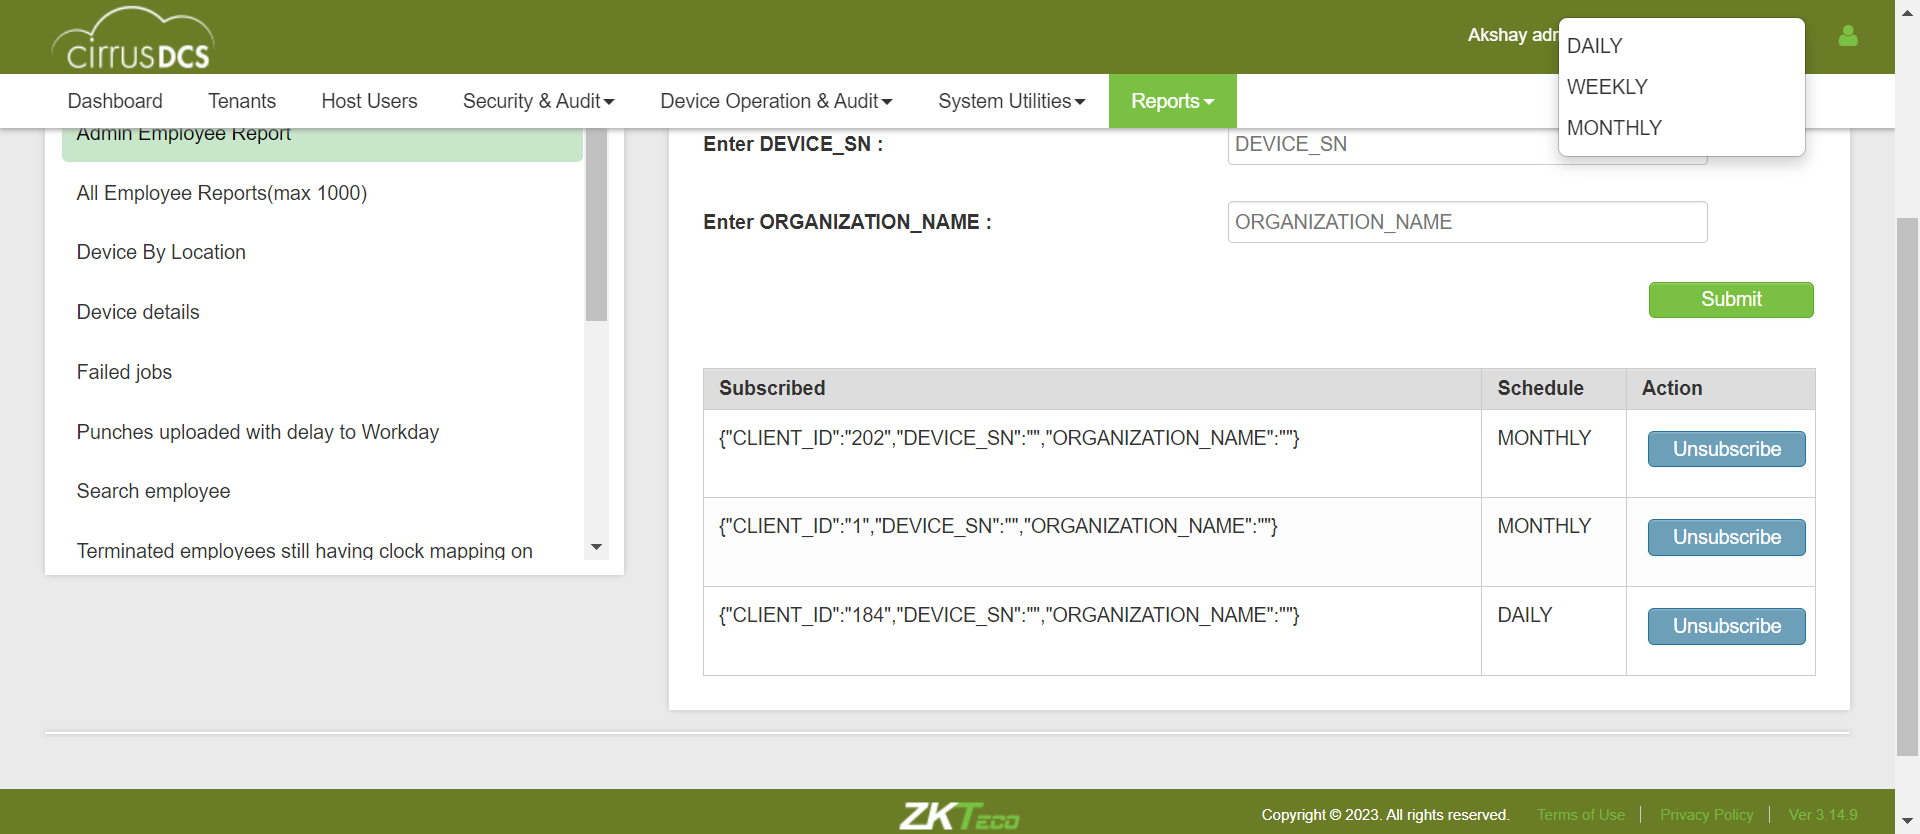 cirrusDCS
Akshay adr
DAILY
WEEKLY
MONTHLY
Dashboard Tenants Host Users Security & Audit Device Operation & Audit System Utilities Reports
Admin Employee Report
All Employee Reports(max 1000)
Device By Location
Device details
Failed jobs
Punches uploaded with delay to Workday
Search employee
Terminated employees still having clock mapping on
Enter DEVICE_SN : DEVICE_SN
Enter ORGANIZATION_NAME : ORGANIZATION_NAME
Submit
Subscribed Schedule Action
{"CLIENT_ID":"202","DEVICE_SN":"","ORGANIZATION_NAME":""} MONTHLY Unsubscribe
{"CLIENT_ID":"1","DEVICE_SN":"","ORGANIZATION_NAME":""} MONTHLY Unsubscribe
{"CLIENT_ID":"184","DEVICE_SN":"","ORGANIZATION_NAME":""} DAILY Unsubscribe
ZKTECO
Copyright © 2023. All rights reserved. Terms of Use Privacy Policy Ver 3.14.9